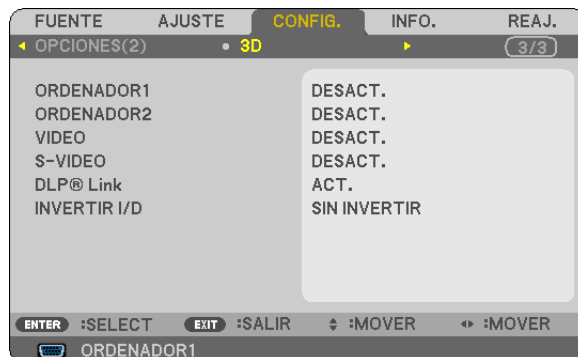 FUENTE AJUSTE CONFIG. INFO. REAJ.
OPCIONES(2) 3D 3/3
ORDENADOR1 DESACT.
ORDENADOR2 DESACT.
VIDEO DESACT.
S-VIDEO DESACT.
DLP® Link ACT.
INVERTIR I/D SIN INVERTIR
ENTER :SELECT EXIT :SALIR :MOVER :MOVER
ORDENADOR1